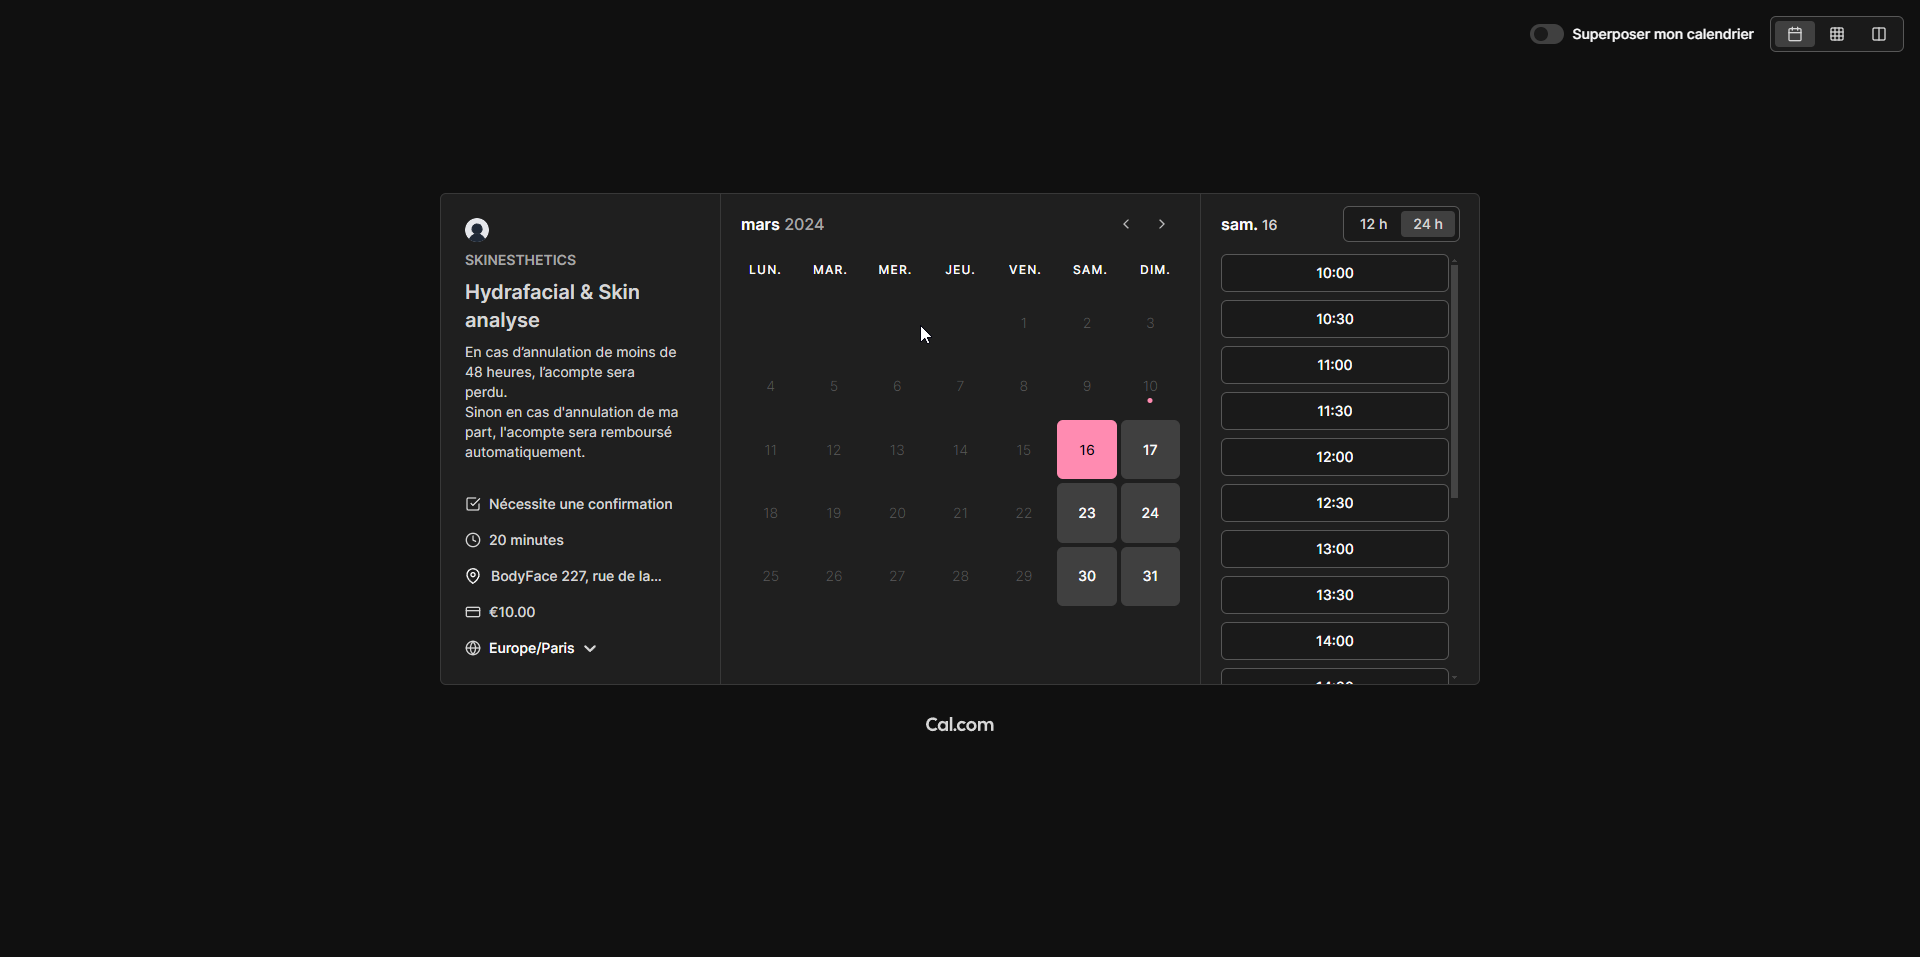 Superposer mon calendrier
SKINESTHETICS
Hydrafacial & Skin
analyse
En cas d’annulation de moins de
48 heures, l’acompte sera
perdu.
Sinon en cas d'annulation de ma
part, l'acompte sera remboursé
automatiquement.
Nécessite une confirmation
20 minutes
BodyFace 227, rue de la...
€10.00
Europe/Paris
mars 2024
LUN. MAR. MER. JEU. VEN. SAM. DIM.
1 2 3
4 5 6 7 8 9 10
11 12 13 14 15 16 17
18 19 20 21 22 23 24
25 26 27 28 29 30 31
sam. 16
12 h 24 h
10:00
10:30
11:00
11:30
12:00
12:30
13:00
13:30
14:00
Cal.com